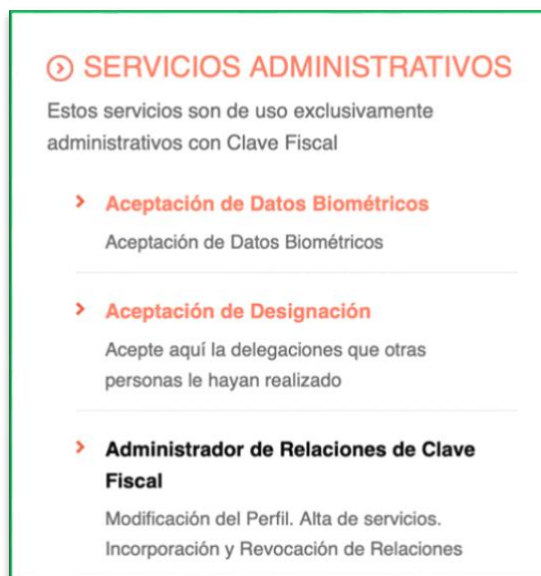 SERVICIOS ADMINISTRATIVOS
Estos servicios son de uso exclusivamente
administrativos con Clave Fiscal
Aceptación de Datos Biométricos
Aceptación de Datos Biométricos
Aceptación de Designación
Acepte aquí la delegaciones que otras
personas le hayan realizado
Administrador de Relaciones de Clave
Fiscal
Modificación del Perfil. Alta de servicios.
Incorporación y Revocación de Relaciones